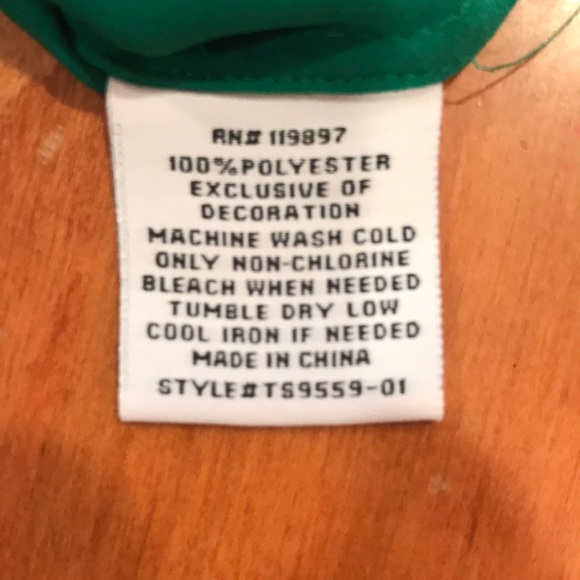 RN# 119897
100%POLYESTER
EXCLUSIVE OF
DECORATION
MACHINE WASH COLD
ONLY NON-CHLORINE
BLEACH WHEN NEEDED
TUMBLE DRY LOW
COOL IRON IF NEEDED
MADE IN CHINA
STYLE#TS9559-01